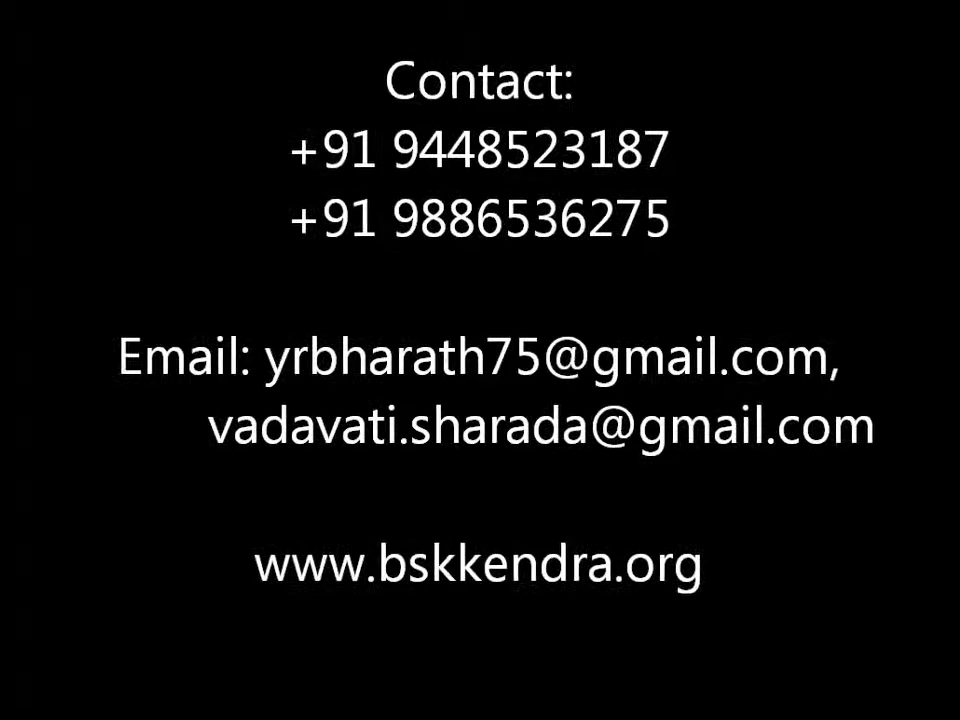 Contact:
+91 9448523187
+91 9886536275
Email: yrbharath75@gmail.com,
vadavati.sharada@gmail.com
www.bskkendra.org